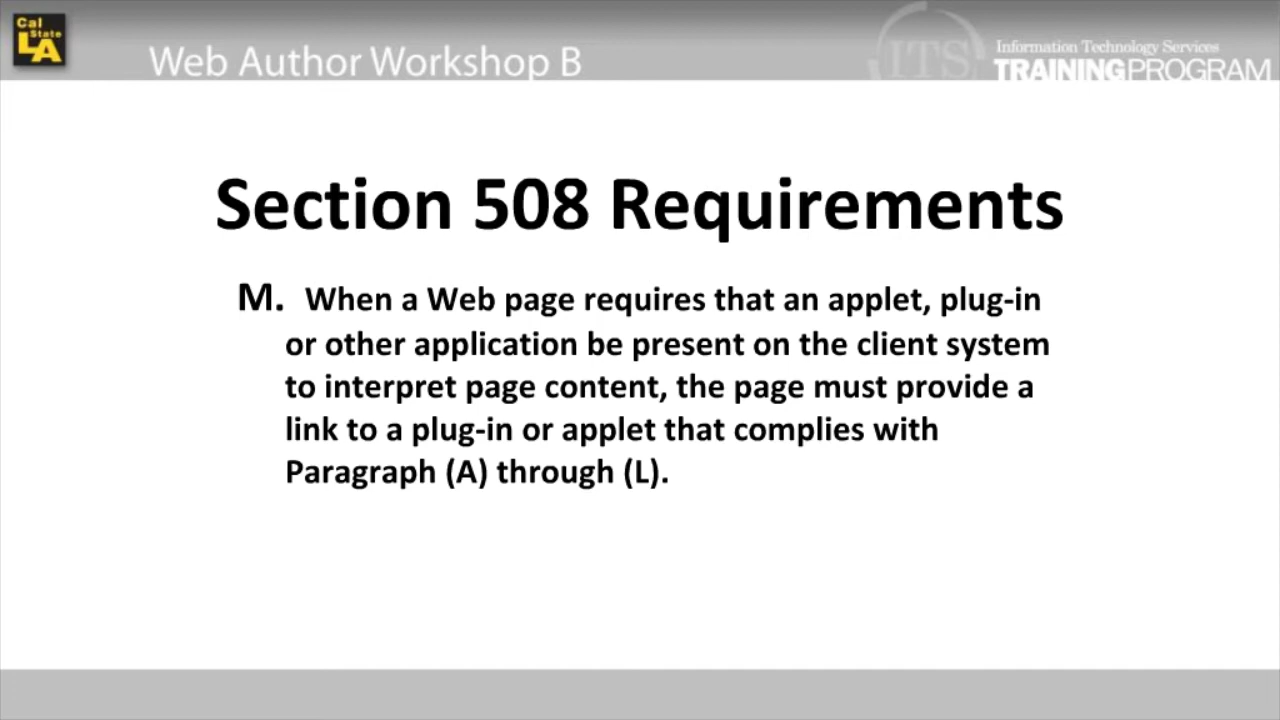 Cal
State
LA
Web Author Workshop B
ITS
Information Technology Services
TRAINING PROGRAM
Section 508 Requirements
M. When a Web page requires that an applet, plug-in
or other application be present on the client system
to interpret page content, the page must provide a
link to a plug-in or applet that complies with
Paragraph (A) through (L).